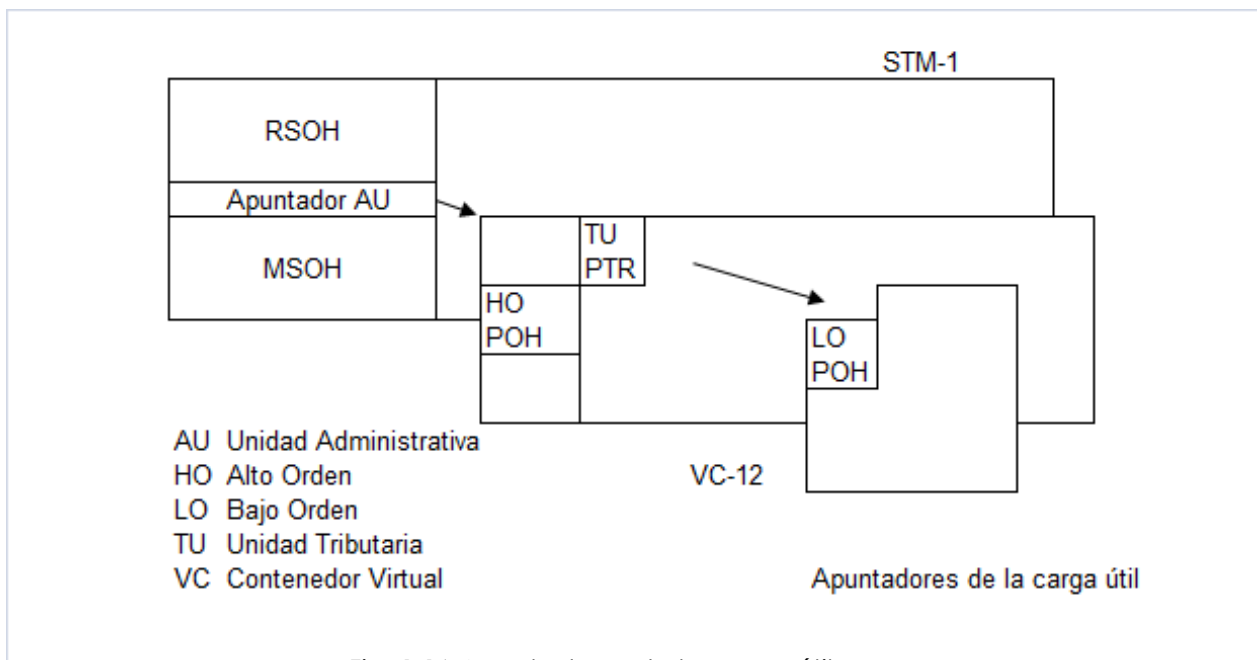 STM-1
RSOH
Apuntador AU
MSOH
TU
PTR
HO
POH
LO
POH
AU Unidad Administrativa
HO Alto Orden
VC-12
LO Bajo Orden
TU Unidad Tributaria
VC Contenedor Virtual
Apuntadores de la carga útil